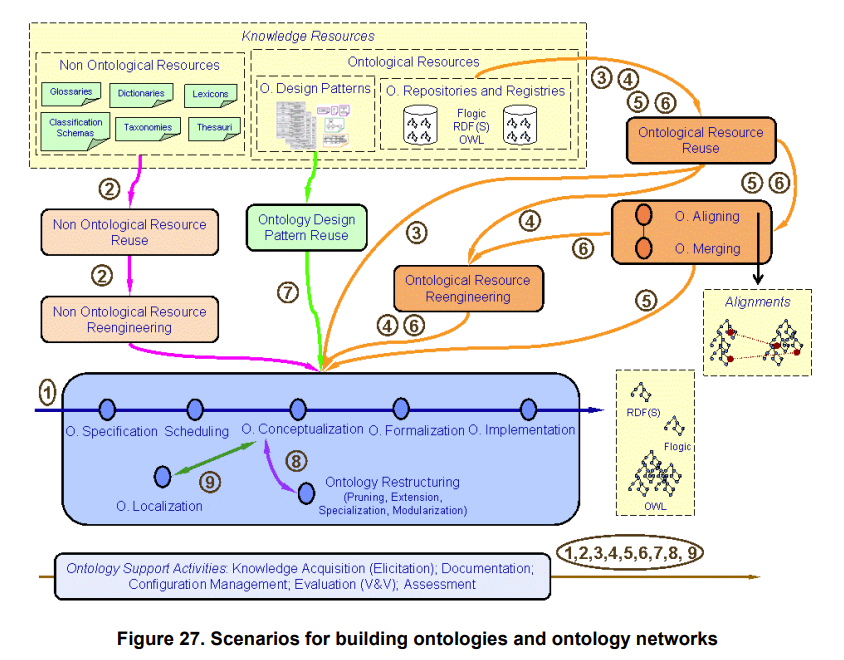 Knowledge Resources
Non Ontological Resources
Glossaries
Dictionaries
Lexicons
Classification
Schemas
Taxonomies
Thesauri
Ontological Resources
O. Design Patterns
O. Repositories and Registries
Flogic
RDF(S)
OWL
3 4
5 6
Ontological Resource
Reuse
2
Non Ontological Resource
Reuse
2
Non Ontological Resource
Reengineering
Ontology Design
Pattern Reuse
7
3
4
5 6
O. Aligning
O. Merging
6
Ontological Resource
Reengineering
4 6
5
Alignments
1
O. Specification
Scheduling
O. Conceptualization
O. Formalization
O. Implementation
9
8
O. Localization
Ontology Restructuring
(Pruning, Extension,
Specialization, Modularization)
RDF(S)
Flogic
OWL
Ontology Support Activities: Knowledge Acquisition (Elicitation); Documentation;
Configuration Management; Evaluation (V&V); Assessment
1,2,3,4,5,6,7,8, 9
Figure 27. Scenarios for building ontologies and ontology networks